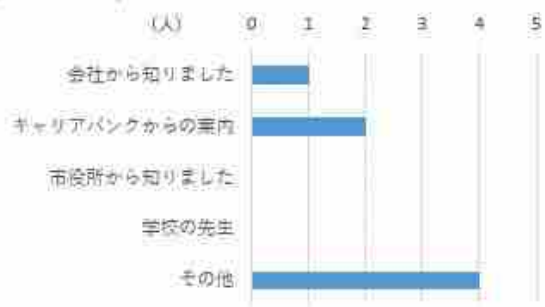 (人) 0 1 2 3 4 5
会社から知りました
キャリアバンクからの案内
市役所から知りました
学校の先生
その他